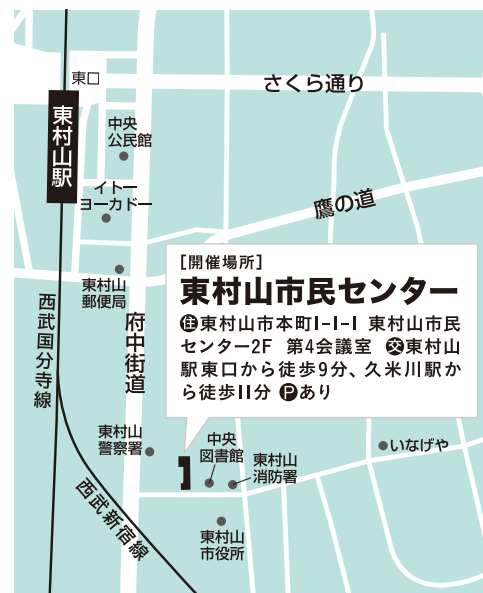 東口
さくら通り
東村山駅
中央
公民館
イトー
ヨーカドー
鷹の道
東村山
郵便局
西武国分寺線
府中街道
[開催場所]
東村山市民センター
住東村山市本町1-1-1 東村山市民
センター2F 第4会議室 交東村山
駅東口から徒歩9分、久米川駅か
ら徒歩11分 Pあり
東村山
警察署
中央
図書館
東村山
消防署
いなげや
西武新宿線
東村山
市役所